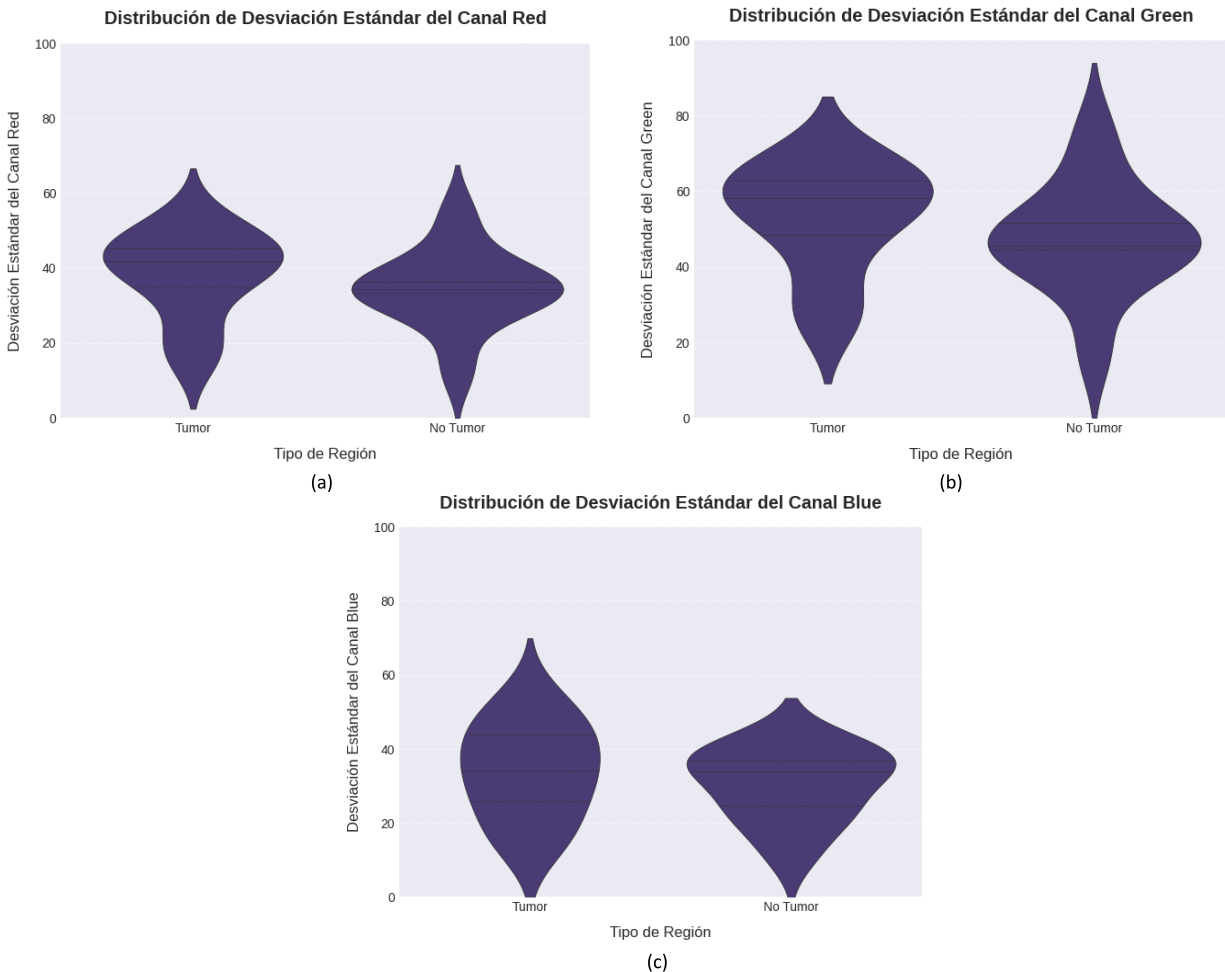 Distribución de Desviación Estándar del Canal Red
Desviación Estándar del Canal Red
100
80
60
40
20
0
Tumor
No Tumor
Tipo de Región
(a)
Distribución de Desviación Estándar del Canal Green
Desviación Estándar del Canal Green
100
80
60
40
20
0
Tumor
No Tumor
Tipo de Región
(b)
Distribución de Desviación Estándar del Canal Blue
Desviación Estándar del Canal Blue
100
80
60
40
20
0
Tumor
No Tumor
Tipo de Región
(c)